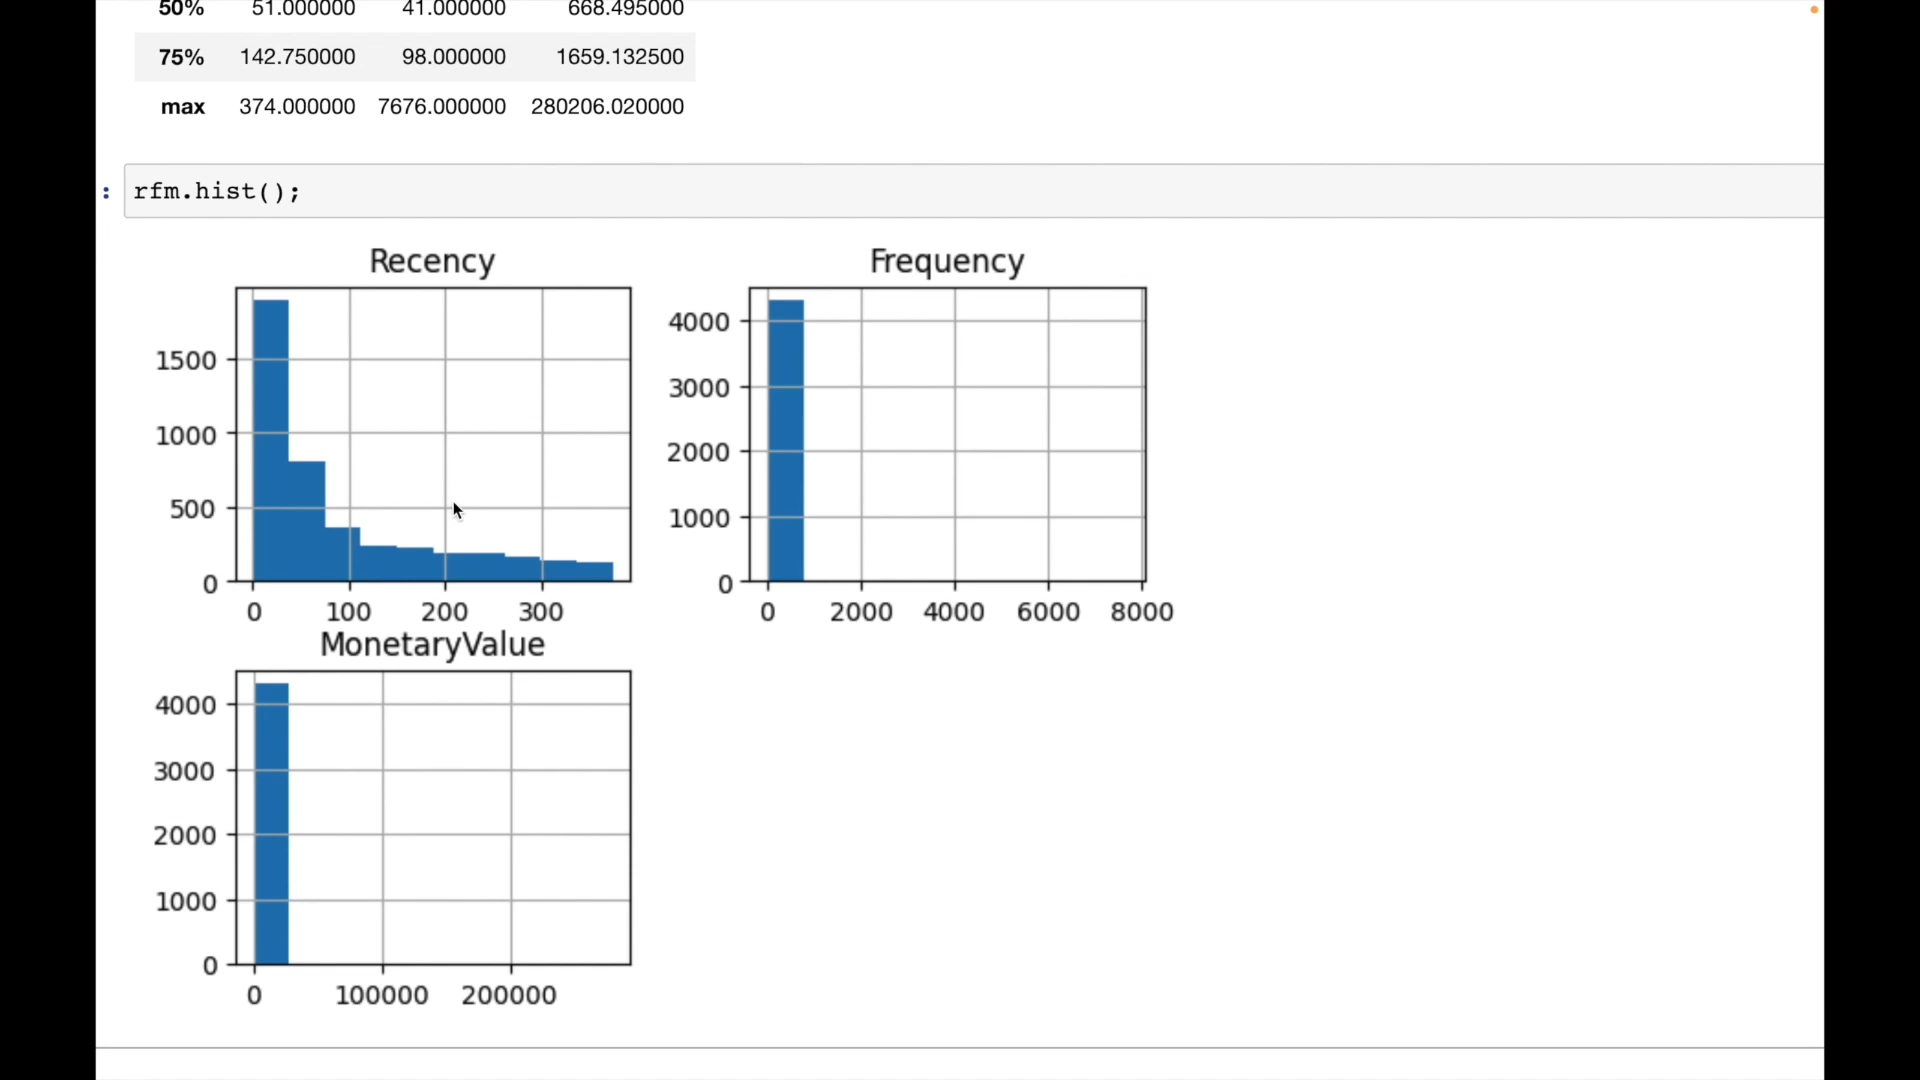 50% 51.000000 41.000000 668.495000
75% 142.750000 98.000000 1659.132500
max 374.000000 7676.000000 280206.020000
: rfm.hist();
Recency
1500
1000
500
0
0 100 200 300
Frequency
4000
3000
2000
1000
0
0 2000 4000 6000 8000
MonetaryValue
4000
3000
2000
1000
0
0 100000 200000